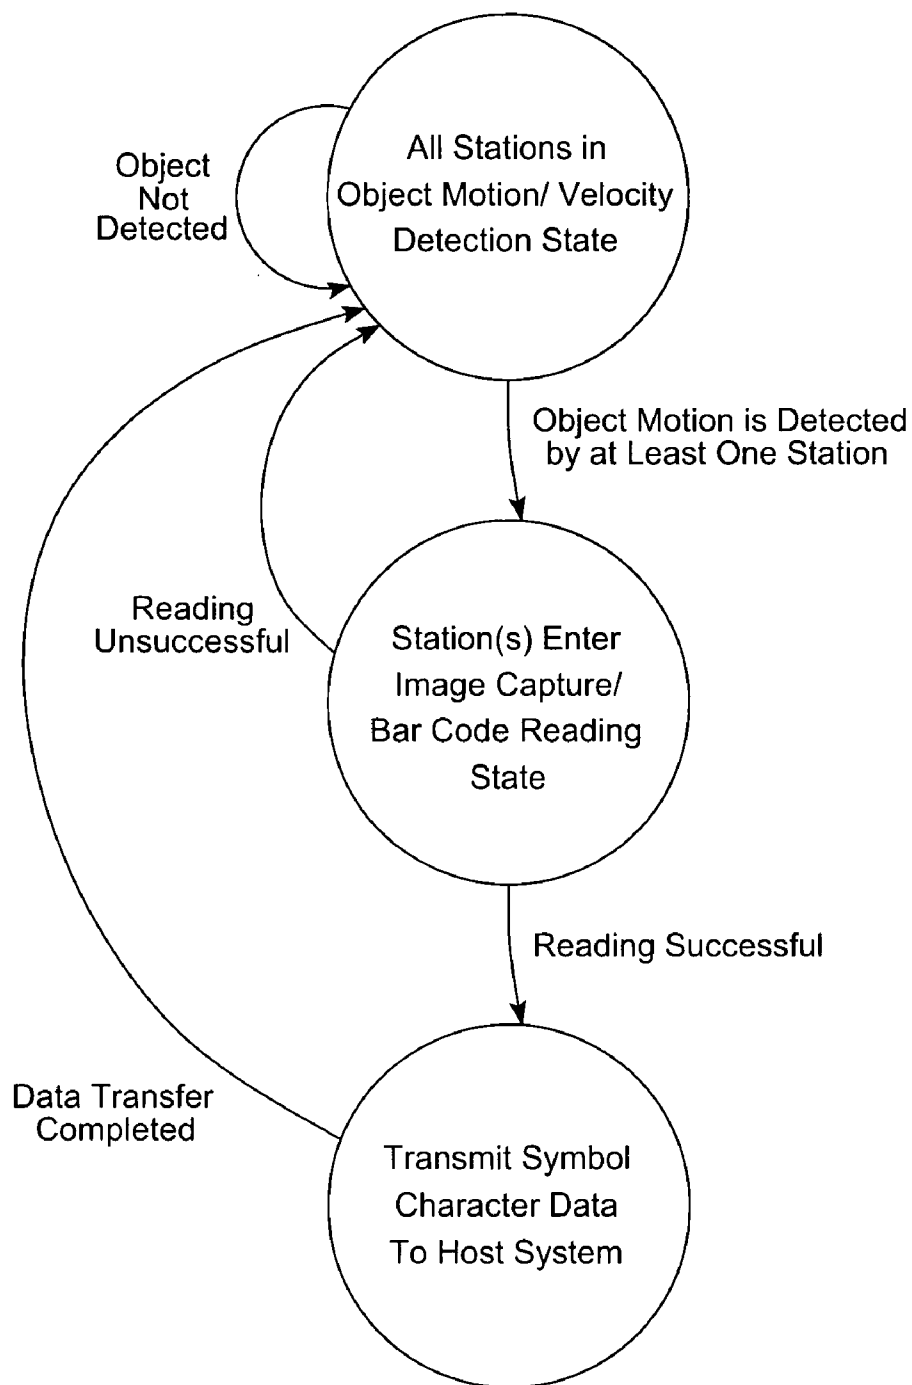 All Stations in
Object Motion/ Velocity
Detection State
Object
Not
Detected
Object Motion is Detected
by at Least One Station
Reading
Unsuccessful
Station(s) Enter
Image Capture/
Bar Code Reading
State
Reading Successful
Data Transfer
Completed
Transmit Symbol
Character Data
To Host System